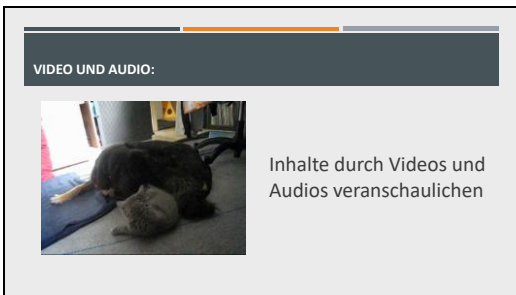 VIDEO UND AUDIO:
Inhalte durch Videos und
Audios veranschaulichen